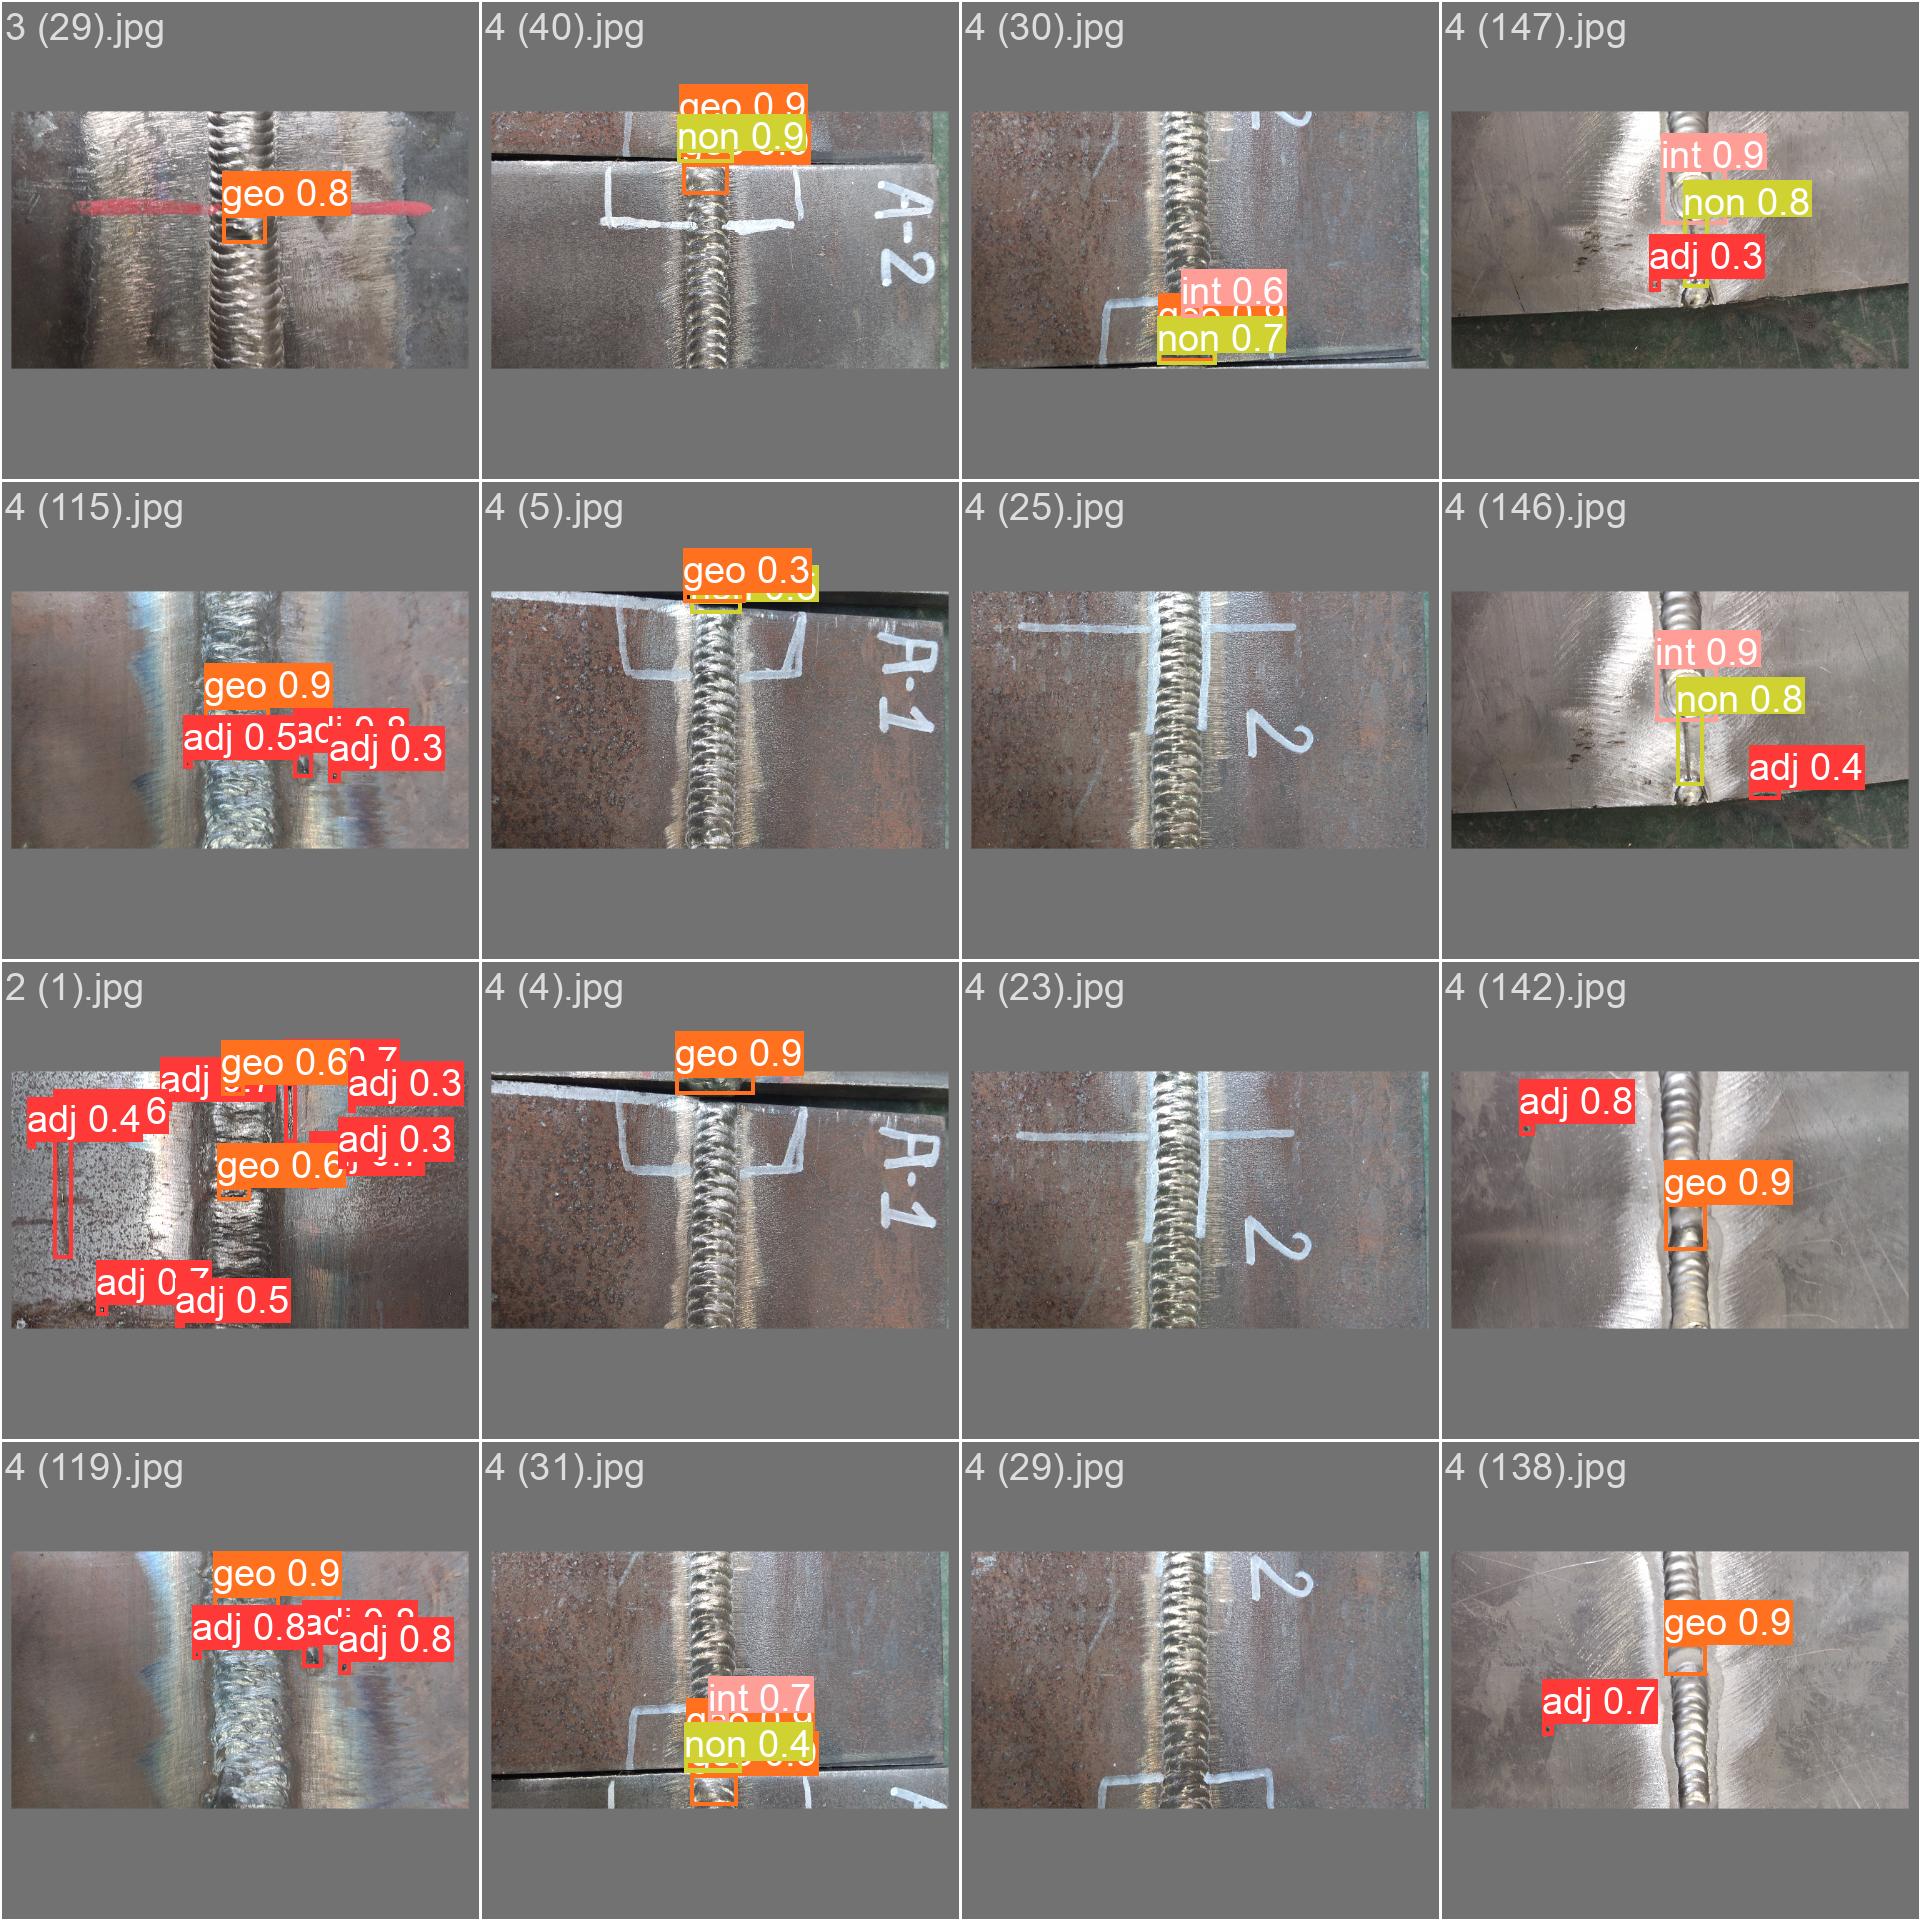 3 (29).jpg
geo 0.8
4 (40).jpg
geo 0.9
non 0.9
A-2
4 (30).jpg
2
int 0.6
geo 0.9
non 0.7
4 (147).jpg
int 0.9
non 0.8
adj 0.3
4 (115).jpg
geo 0.9
adj 0.5
adj 0.3
4 (5).jpg
geo 0.3
A-1
4 (25).jpg
2
4 (146).jpg
int 0.9
non 0.8
adj 0.4
2 (1).jpg
geo 0.6
adj 0.3
adj 0.4
adj 0.3
geo 0.6
adj 0.7
adj 0.5
4 (4).jpg
geo 0.9
A-1
4 (23).jpg
2
4 (142).jpg
adj 0.8
geo 0.9
4 (119).jpg
geo 0.9
adj 0.8
adj 0.8
4 (31).jpg
int 0.7
non 0.4
4 (29).jpg
2
4 (138).jpg
geo 0.9
adj 0.7